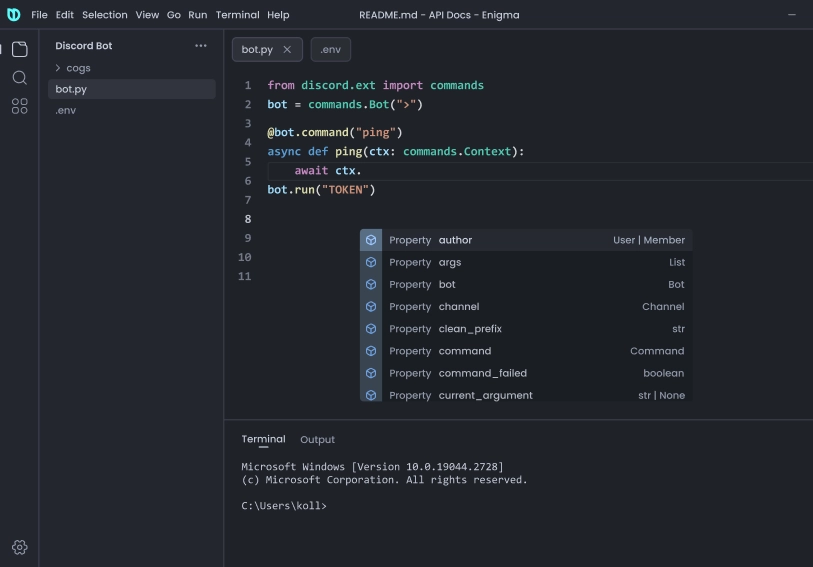 File Edit Selection View Go Run Terminal Help README.md - API Docs - Enigma
Discord Bot ...
cogs
bot.py
.env
bot.py .env
1 from discord.ext import commands
2 bot = commands.Bot(">")
3
4 @bot.command("ping")
5 async def ping(ctx: commands.Context):
6 await ctx.
7 bot.run("TOKEN")
8
9
10
11
Property author User | Member
Property args List
Property bot Bot
Property channel Channel
Property clean_prefix str
Property command Command
Property command_failed boolean
Property current_argument str | None
Terminal Output
Microsoft Windows [Version 10.0.19044.2728]
(c) Microsoft Corporation. All rights reserved.
C:\Users\koll>